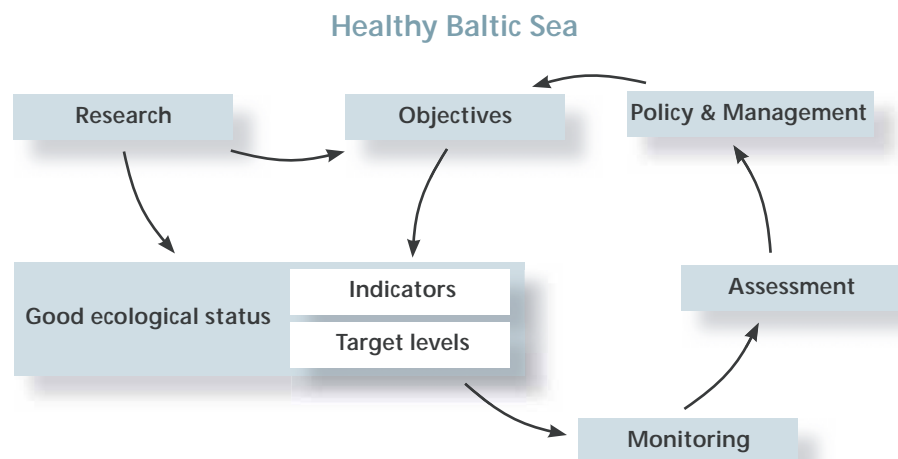 Healthy Baltic Sea
Research
Objectives
Policy & Management
Good ecological status
Indicators
Target levels
Assessment
Monitoring